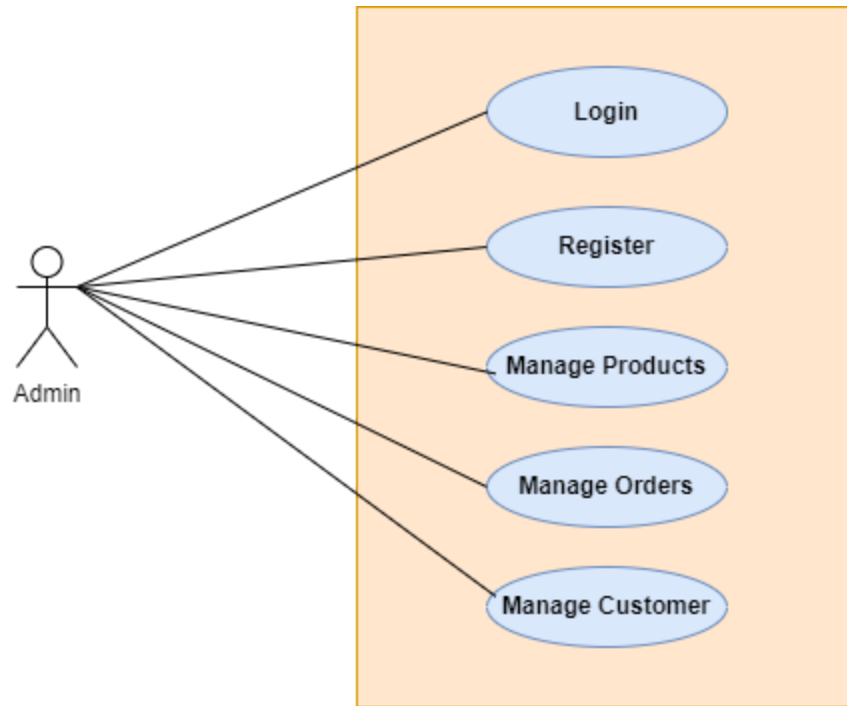 Login
Register
Manage Products
Admin
Manage Orders
Manage Customer